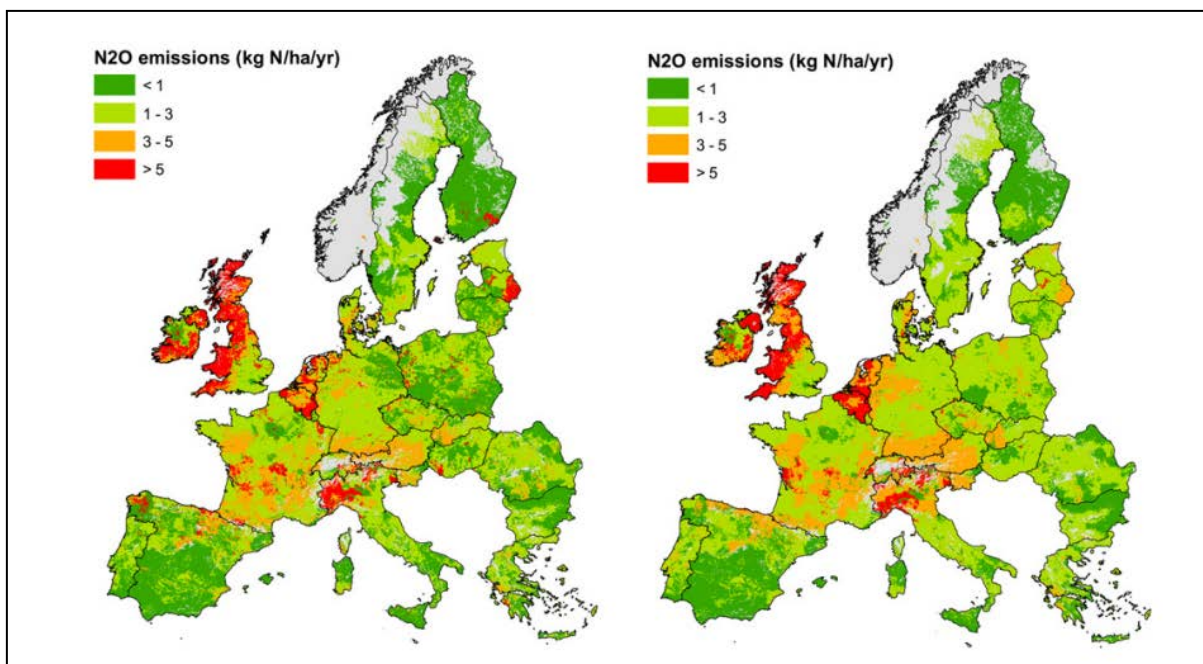 N2O emissions (kg N/ha/yr)
< 1
1 - 3
3 - 5
> 5
N2O emissions (kg N/ha/yr)
< 1
1 - 3
3 - 5
> 5